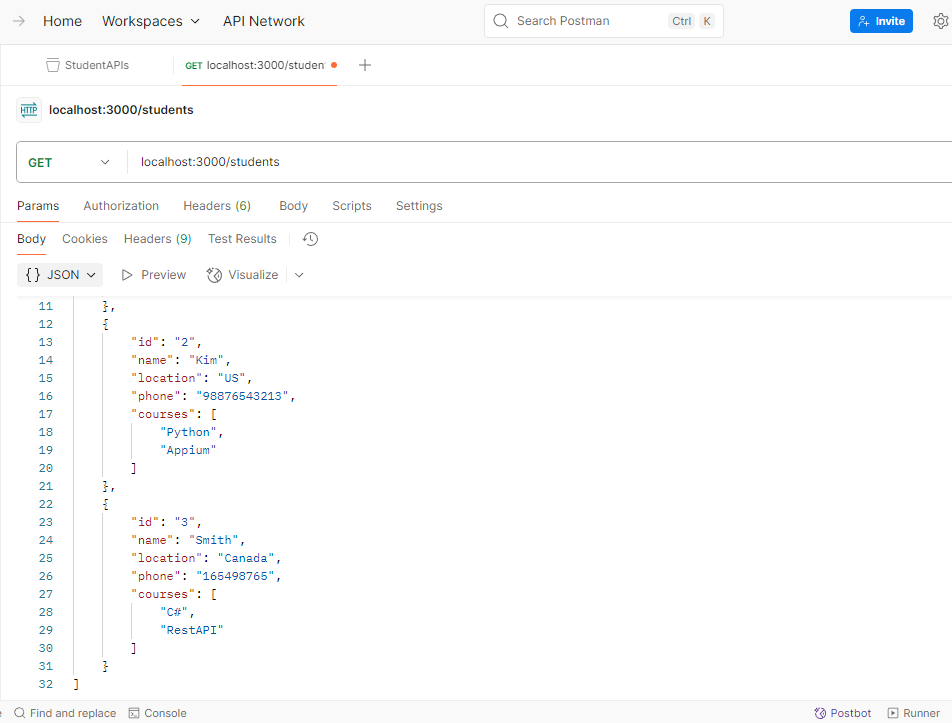 Home Workspaces API Network Search Postman Ctrl K Invite
StudentAPIs GET localhost:3000/studen
HTTP localhost:3000/students
GET localhost:3000/students
Params Authorization Headers (6) Body Scripts Settings
Body Cookies Headers (9) Test Results
{} JSON Preview Visualize
11 },
12 {
13 "id": "2",
14 "name": "Kim",
15 "location": "US",
16 "phone": "98876543213",
17 "courses": [
18 "Python",
19 "Appium"
20 ]
21 },
22 {
23 "id": "3",
24 "name": "Smith",
25 "location": "Canada",
26 "phone": "165498765",
27 "courses": [
28 "C#",
29 "RestAPI"
30 ]
31 }
32 ]
Find and replace Console Postbot Runner